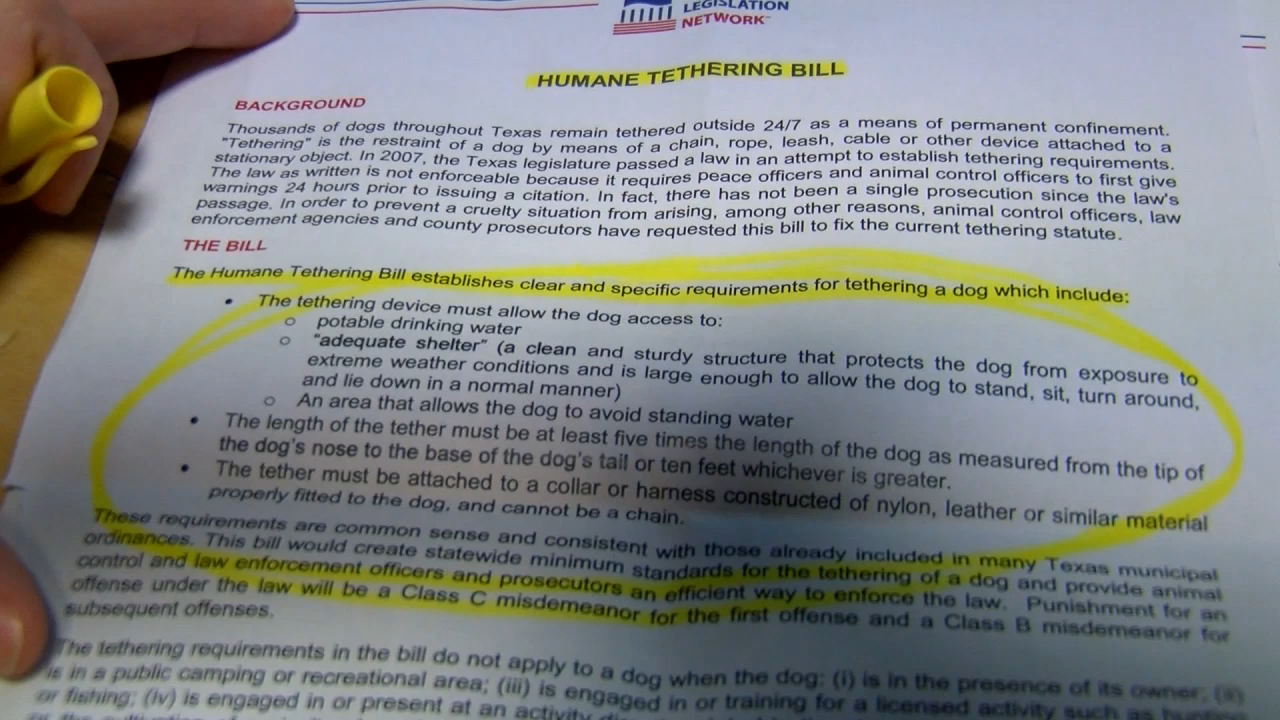 LEGISLATION
NETWORK
HUMANE TETHERING BILL
BACKGROUND
Thousands of dogs throughout Texas remain tethered outside 24/7 as a means of permanent confinement.
"Tethering" is the restraint of a dog by means of a chain, rope, leash, cable or other device attached to a
stationary object. In 2007, the Texas legislature passed a law in an attempt to establish tethering requirements.
The law as written is not enforceable because it requires peace officers and animal control officers to first give
warnings 24 hours prior to issuing a citation. In fact, there has not been a single prosecution since the law's
passage. In order to prevent a cruelty situation from arising, among other reasons, animal control officers, law
enforcement agencies and county prosecutors have requested this bill to fix the current tethering statute.
THE BILL
The Humane Tethering Bill establishes clear and specific requirements for tethering a dog which include:
• The tethering device must allow the dog access to:
o potable drinking water
o "adequate shelter" (a clean and sturdy structure that protects the dog from exposure to
extreme weather conditions and is large enough to allow the dog to stand, sit, turn around,
and lie down in a normal manner)
o An area that allows the dog to avoid standing water
• The length of the tether must be at least five times the length of the dog as measured from the tip of
the dog's nose to the base of the dog's tail or ten feet whichever is greater.
• The tether must be attached to a collar or harness constructed of nylon, leather or similar material
properly fitted to the dog, and cannot be a chain.
These requirements are common sense and consistent with those already included in many Texas municipal
ordinances. This bill would create statewide minimum standards for the tethering of a dog and provide animal
control and law enforcement officers and prosecutors an efficient way to enforce the law. Punishment for an
offense under the law will be a Class C misdemeanor for the first offense and a Class B misdemeanor for
subsequent offenses.
The tethering requirements in the bill do not apply to a dog when the dog: (i) is in the presence of its owner; (ii)
is in a public camping or recreational area; (iii) is engaged in or training for a licensed activity such as hunting
or fishing; (iv) is engaged in or present at an activity